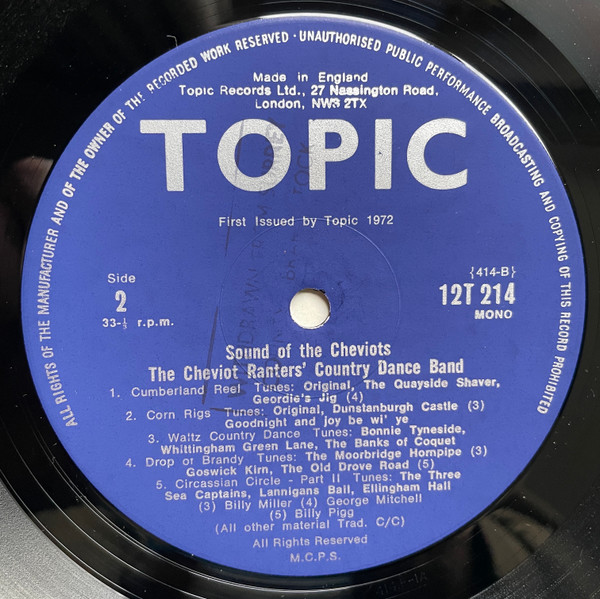 ALL RIGHTS OF THE MANUFACTURER AND OF THE OWNER OF THE RECORDED WORK RESERVED · UNAUTHORISED PUBLIC PERFORMANCE BROADCASTING AND COPYING OF THIS RECORD PROHIBITED
Made in England
Topic Records Ltd., 27 Nassington Road,
London, NW3 2TX
TOPIC
First Issued by Topic 1972
Side
2
33-⅓ r.p.m.
{414-B}
12T 214
MONO
Sound of the Cheviots
The Cheviot Ranters' Country Dance Band
1. Cumberland Reel Tunes: Original, The Quayside Shaver,
Geordie's Jig (4)
2. Corn Rigs Tunes: Original, Dunstanburgh Castle (3)
Goodnight and joy be wi' ye
3. Waltz Country Dance Tunes: Bonnie Tyneside,
Whittingham Green Lane, The Banks of Coquet
4. Drop of Brandy Tunes: The Moorbridge Hornpipe (3)
Goswick Kirn, The Old Drove Road (5)
5. Circassian Circle - Part II Tunes: The Three
Sea Captains, Lannigans Ball, Ellingham Hall
(3) Billy Miller (4) George Mitchell
(5) Billy Pigg
(All other material Trad. C/C)
All Rights Reserved
M.C.P.S.